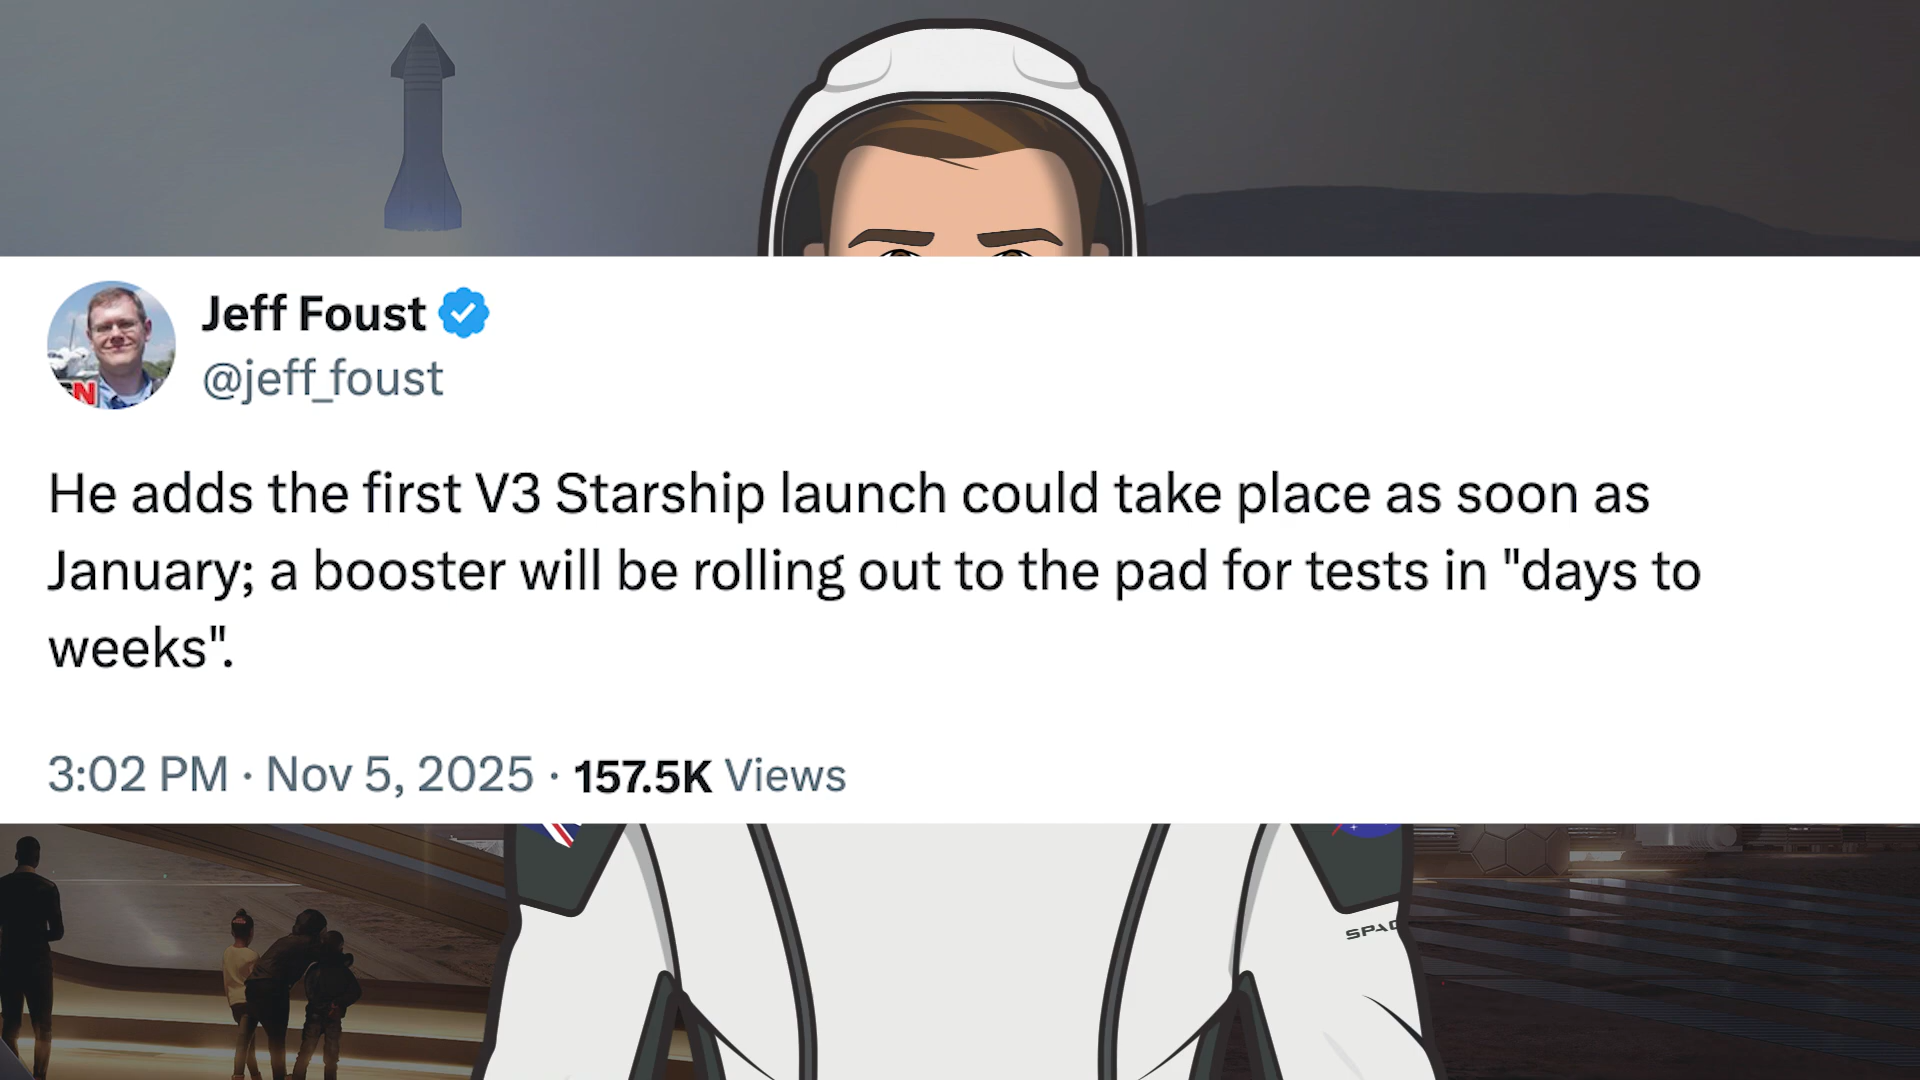 Jeff Foust
@jeff_foust
He adds the first V3 Starship launch could take place as soon as
January; a booster will be rolling out to the pad for tests in "days to
weeks".
3:02 PM · Nov 5, 2025 · 157.5K Views
N
SPAC